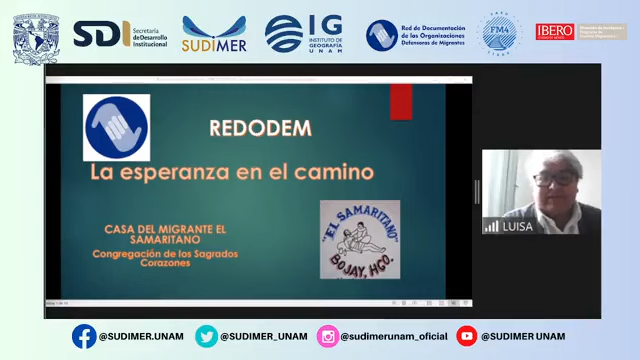 SDI
Secretaría
de Desarrollo
Institucional
SUDIMER
IG
INSTITUTO DE
GEOGRAFÍA
UNAM
Red de Documentación
de las Organizaciones
Defensoras de Migrantes
FM4
IBERO
REDODEM
La esperanza en el camino
CASA DEL MIGRANTE EL
SAMARITANO
Congregación de los Sagrados
Corazones
"EL SAMARITANO"
BOJAY, HGO.
LUISA
@SUDIMER.UNAM
@SUDIMER_UNAM
@sudimerunam_oficial
@SUDIMER UNAM